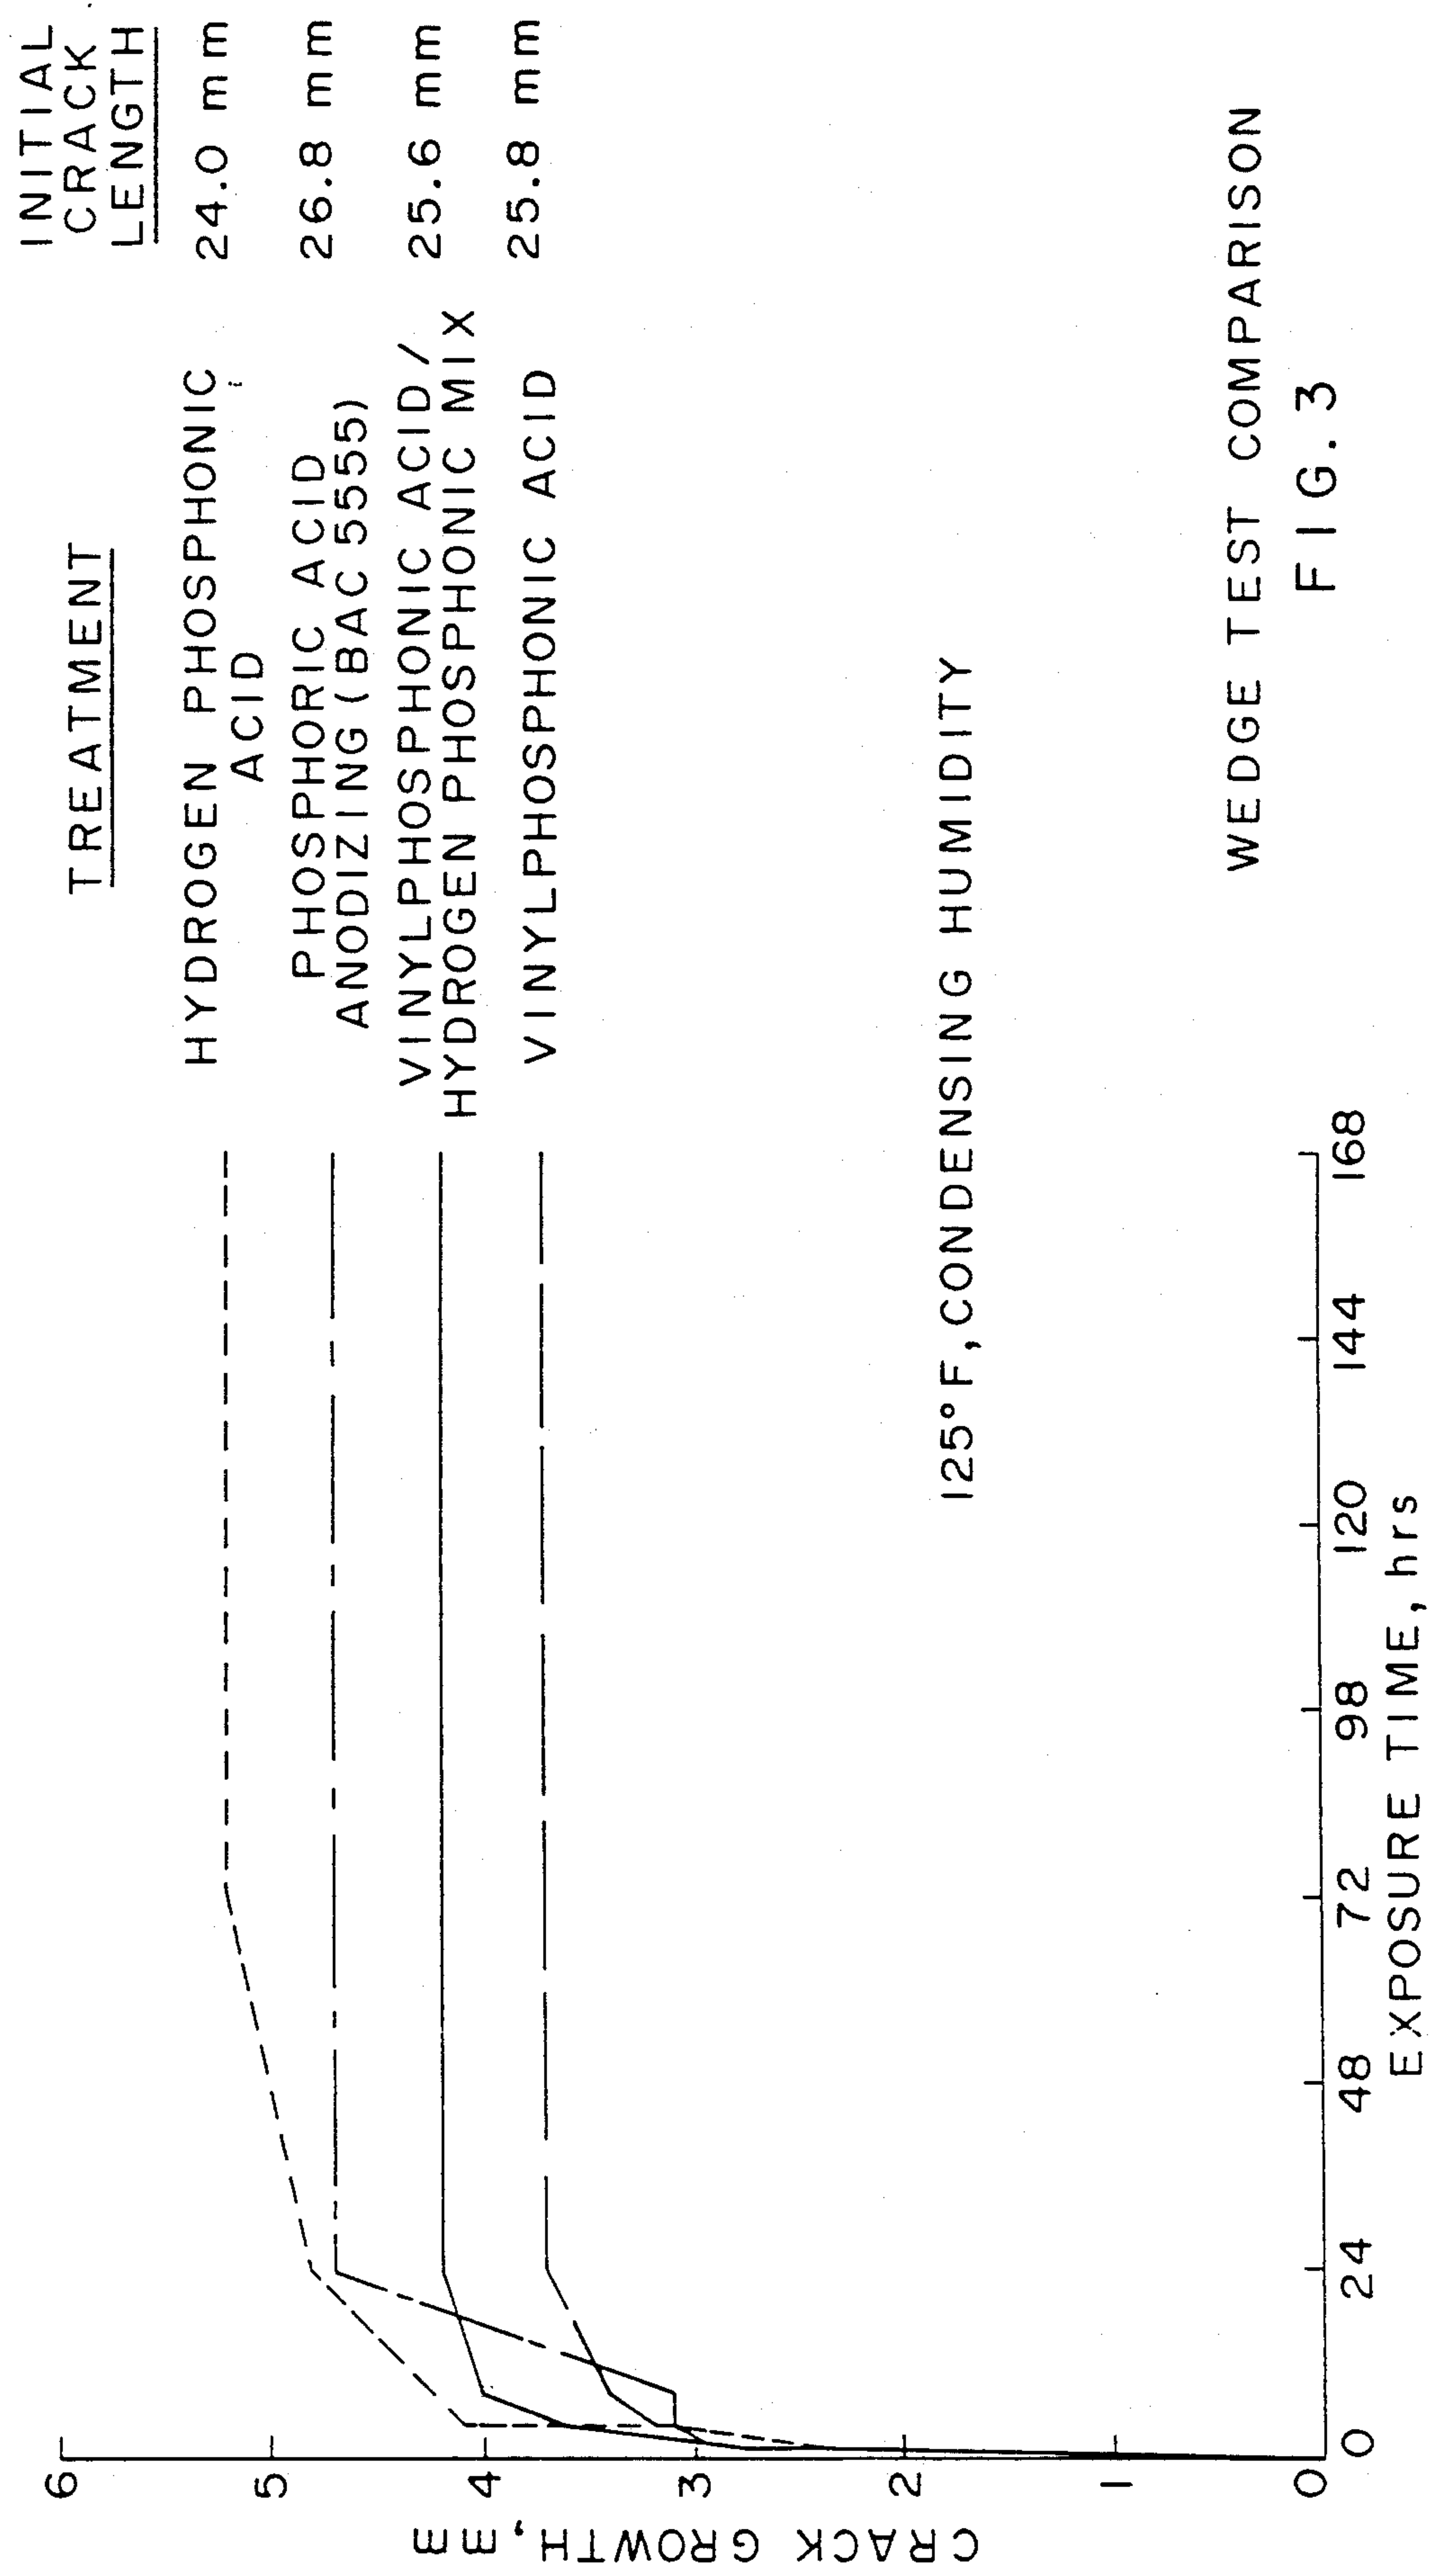 INITIAL
CRACK
LENGTH
TREATMENT
HYDROGEN PHOSPHONIC
ACID
24.0 mm
PHOSPHORIC ACID
ANODIZING (BAC 5555)
26.8 mm
VINYLPHOSPHONIC ACID/
HYDROGEN PHOSPHONIC MIX
25.6 mm
VINYLPHOSPHONIC ACID
25.8 mm
CRACK GROWTH, mm
6
5
4
3
2
1
0
125°F, CONDENSING HUMIDITY
0 24 48 72 98 120 144 168
EXPOSURE TIME, hrs
WEDGE TEST COMPARISON
FIG. 3